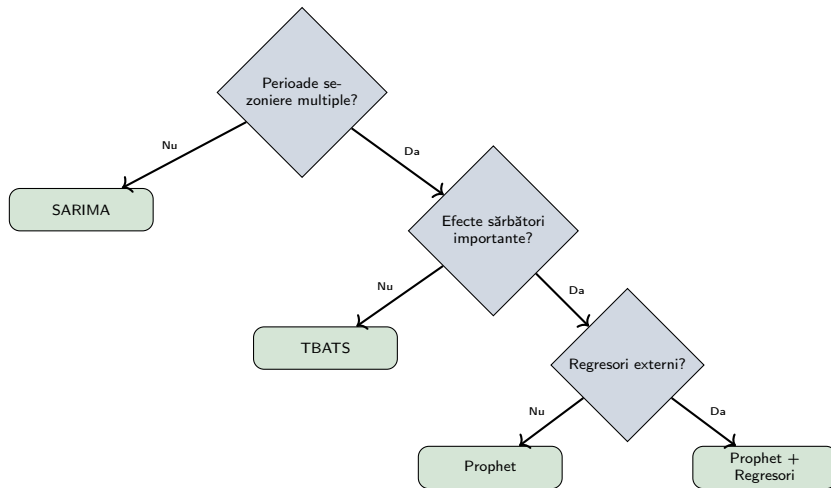 Perioade se-
zoniere multiple?
Nu
Da
SARIMA
Efecte sărbători
importante?
Nu
Da
TBATS
Regresori externi?
Nu
Da
Prophet
Prophet +
Regresori